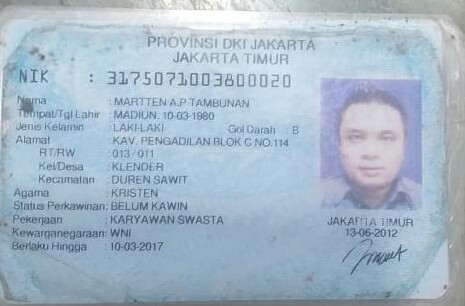 PROVINSI DKI JAKARTA
JAKARTA TIMUR
NIK : 3175071003800020
Nama : MARTTEN A.P TAMBUNAN
Tempat/Tgl Lahir : MADIUN. 10-03-1980
Jenis Kelamin : LAKI-LAKI Gol Darah : B
Alamat : KAV. PENGADILAN BLOK C NO.114
RT/RW : 013 / 011
Kel/Desa : KLENDER
Kecamatan : DUREN SAWIT
Agama : KRISTEN
Status Perkawinan: BELUM KAWIN
Pekerjaan : KARYAWAN SWASTA
Kewarganegaraan: WNI
Berlaku Hingga : 10-03-2017
JAKARTA TIMUR
13-06-2012